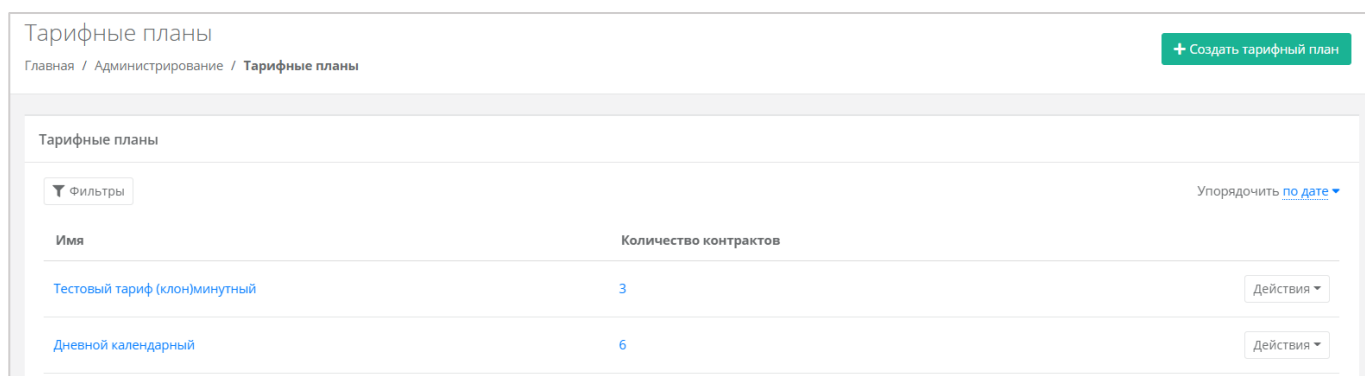 Тарифные планы
Главная / Администрирование / Тарифные планы
Создать тарифный план
Тарифные планы
Фильтры
Упорядочить по дате
Имя Количество контрактов
Тестовый тариф (клон)минутный 3 Действия
Дневной календарный 6 Действия